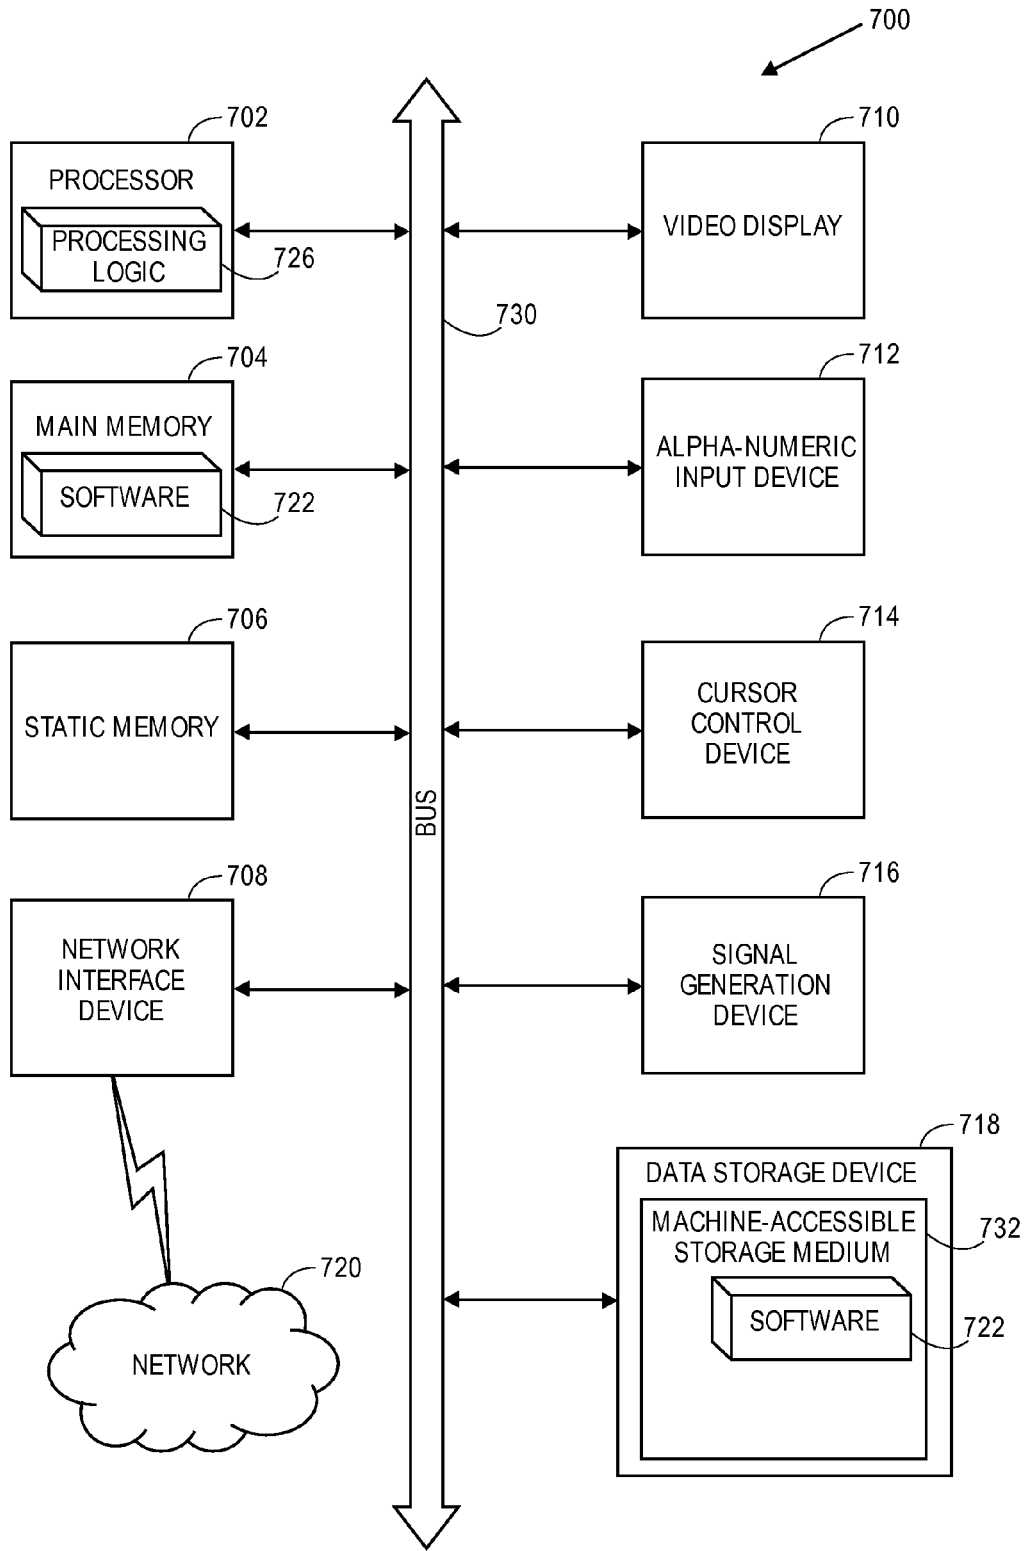 700
702
PROCESSOR
PROCESSING
LOGIC
726
710
VIDEO DISPLAY
730
704
MAIN MEMORY
SOFTWARE
722
712
ALPHA-NUMERIC
INPUT DEVICE
706
STATIC MEMORY
714
CURSOR
CONTROL
DEVICE
BUS
708
NETWORK
INTERFACE
DEVICE
716
SIGNAL
GENERATION
DEVICE
718
DATA STORAGE DEVICE
MACHINE-ACCESSIBLE
STORAGE MEDIUM
732
SOFTWARE
722
720
NETWORK